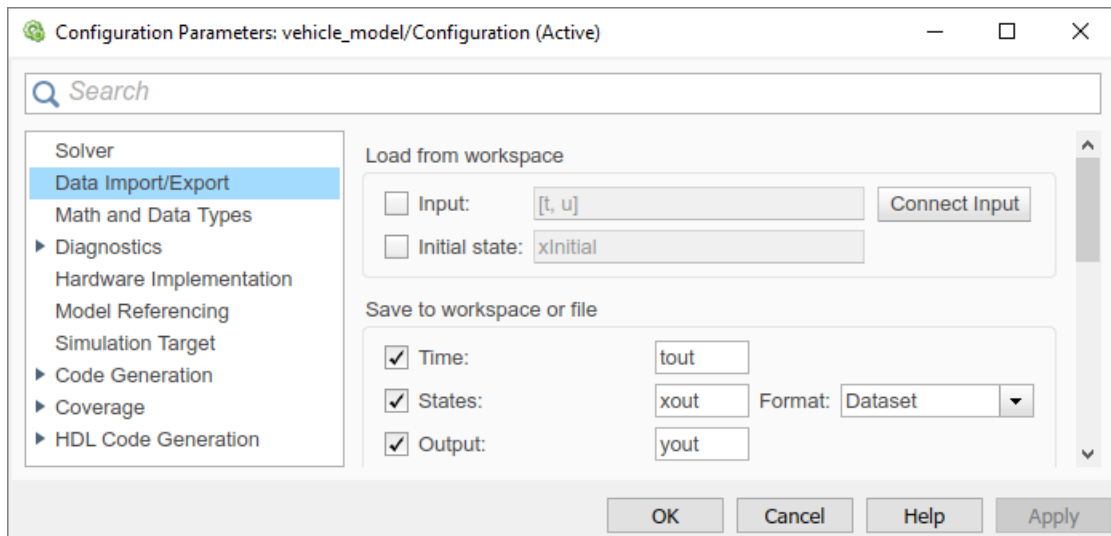 Configuration Parameters: vehicle_model/Configuration (Active)
Search
Solver
Data Import/Export
Math and Data Types
Diagnostics
Hardware Implementation
Model Referencing
Simulation Target
Code Generation
Coverage
HDL Code Generation
Load from workspace
Input: [t, u] Connect Input
Initial state: xInitial
Save to workspace or file
Time: tout
States: xout Format: Dataset
Output: yout
OK Cancel Help Apply